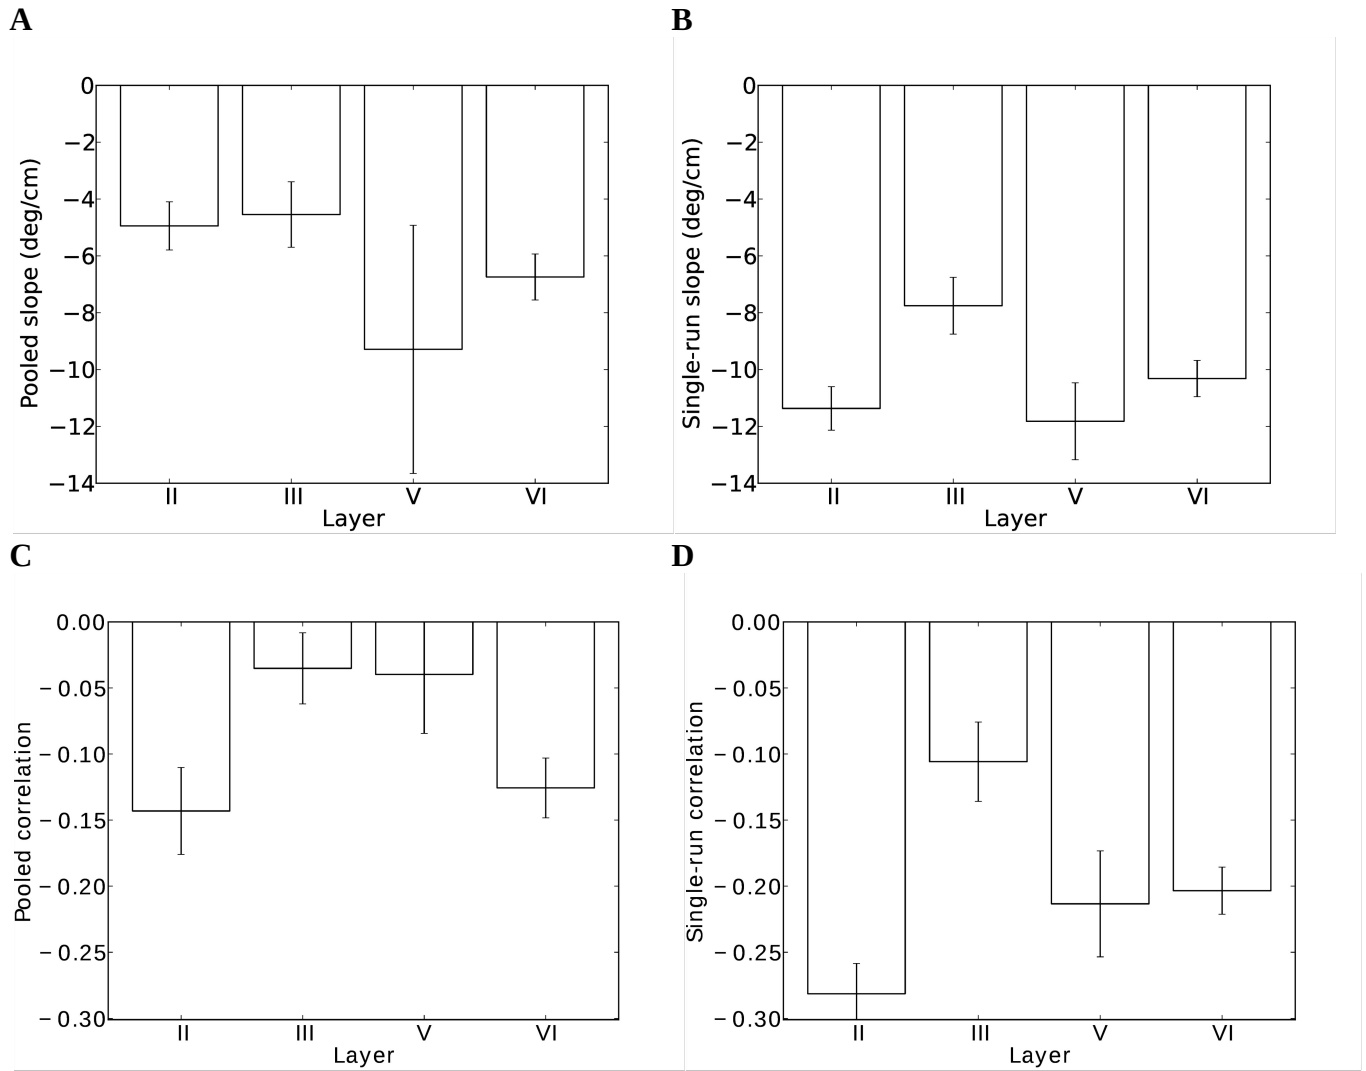 A
Pooled slope (deg/cm)
0
−2
−4
−6
−8
−10
−12
−14
II III V VI
Layer
B
Single-run slope (deg/cm)
0
−2
−4
−6
−8
−10
−12
−14
II III V VI
Layer
C
Pooled correlation
0.00
−0.05
−0.10
−0.15
−0.20
−0.25
−0.30
II III V VI
Layer
D
Single-run correlation
0.00
−0.05
−0.10
−0.15
−0.20
−0.25
−0.30
II III V VI
Layer